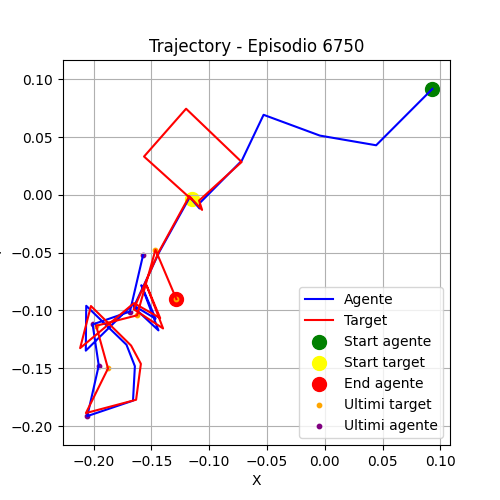 Trajectory - Episodio 6750
0.10
0.05
0.00
−0.05
−0.10
−0.15
−0.20
Agente
Target
Start agente
Start target
End agente
Ultimi target
Ultimi agente
−0.20 −0.15 −0.10 −0.05 0.00 0.05 0.10
X